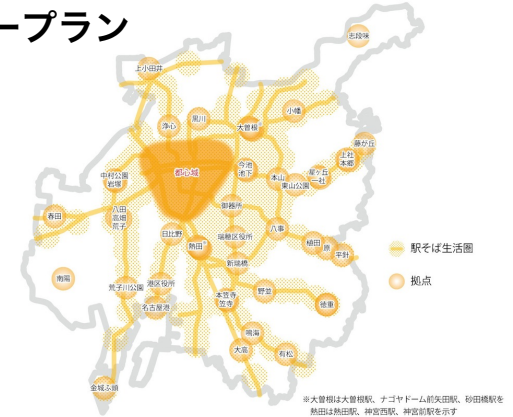 ープラン
志段味
上小田井
小幡
黒川
浄心
大曽根※
藤が丘
上社
本郷
今池
池下
星ヶ丘
一社
都心域
中村公園
岩塚
本山
東山公園
御器所
八田
高畑
荒子
春田
八事
日比野
瑞穂区役所
植田
原
平針
熱田※
新瑞橋
駅そば生活圏
南陽
荒子川公園
港区役所
拠点
本笠寺
笠寺
野並
名古屋港
徳重
鳴海
大高
有松
金城ふ頭
※大曽根は大曽根駅、ナゴヤドーム前矢田駅、砂田橋駅を
熱田は熱田駅、神宮西駅、神宮前駅を示す